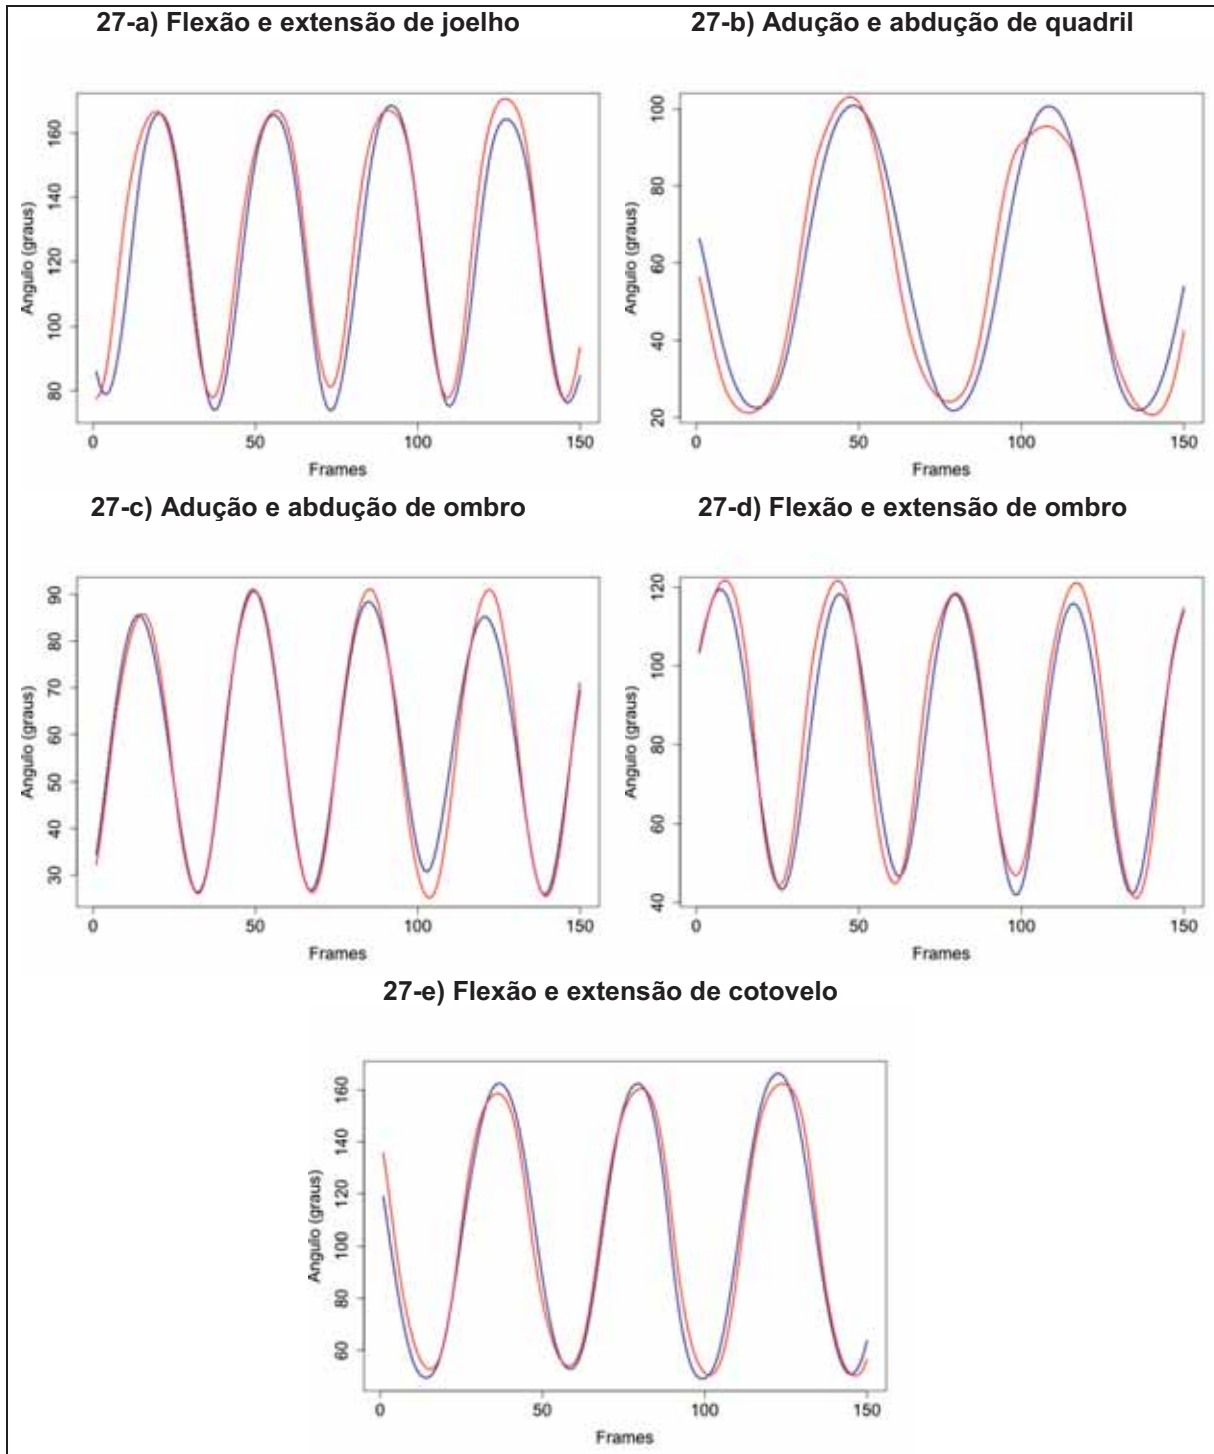 27-a) Flexão e extensão de joelho
27-b) Adução e abdução de quadril
Angulo (graus)
160
140
120
100
80
0 50 100 150
Frames
Angulo (graus)
100
80
60
40
20
0 50 100 150
Frames
27-c) Adução e abdução de ombro
27-d) Flexão e extensão de ombro
Angulo (graus)
90
80
70
60
50
40
30
0 50 100 150
Frames
Angulo (graus)
120
100
80
60
40
0 50 100 150
Frames
27-e) Flexão e extensão de cotovelo
Angulo (graus)
160
140
120
100
80
60
0 50 100 150
Frames